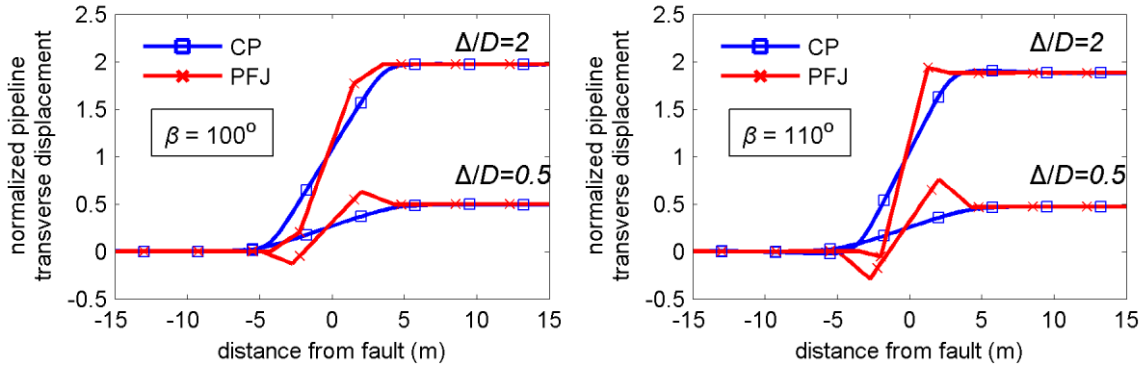 normalized pipeline
transverse displacement
2.5
2
1.5
1
0.5
0
-0.5
CP
PFJ
Δ/D=2
β = 100°
Δ/D=0.5
-15 -10 -5 0 5 10 15
distance from fault (m)
normalized pipeline
transverse displacement
2.5
2
1.5
1
0.5
0
-0.5
CP
PFJ
Δ/D=2
β = 110°
Δ/D=0.5
-15 -10 -5 0 5 10 15
distance from fault (m)